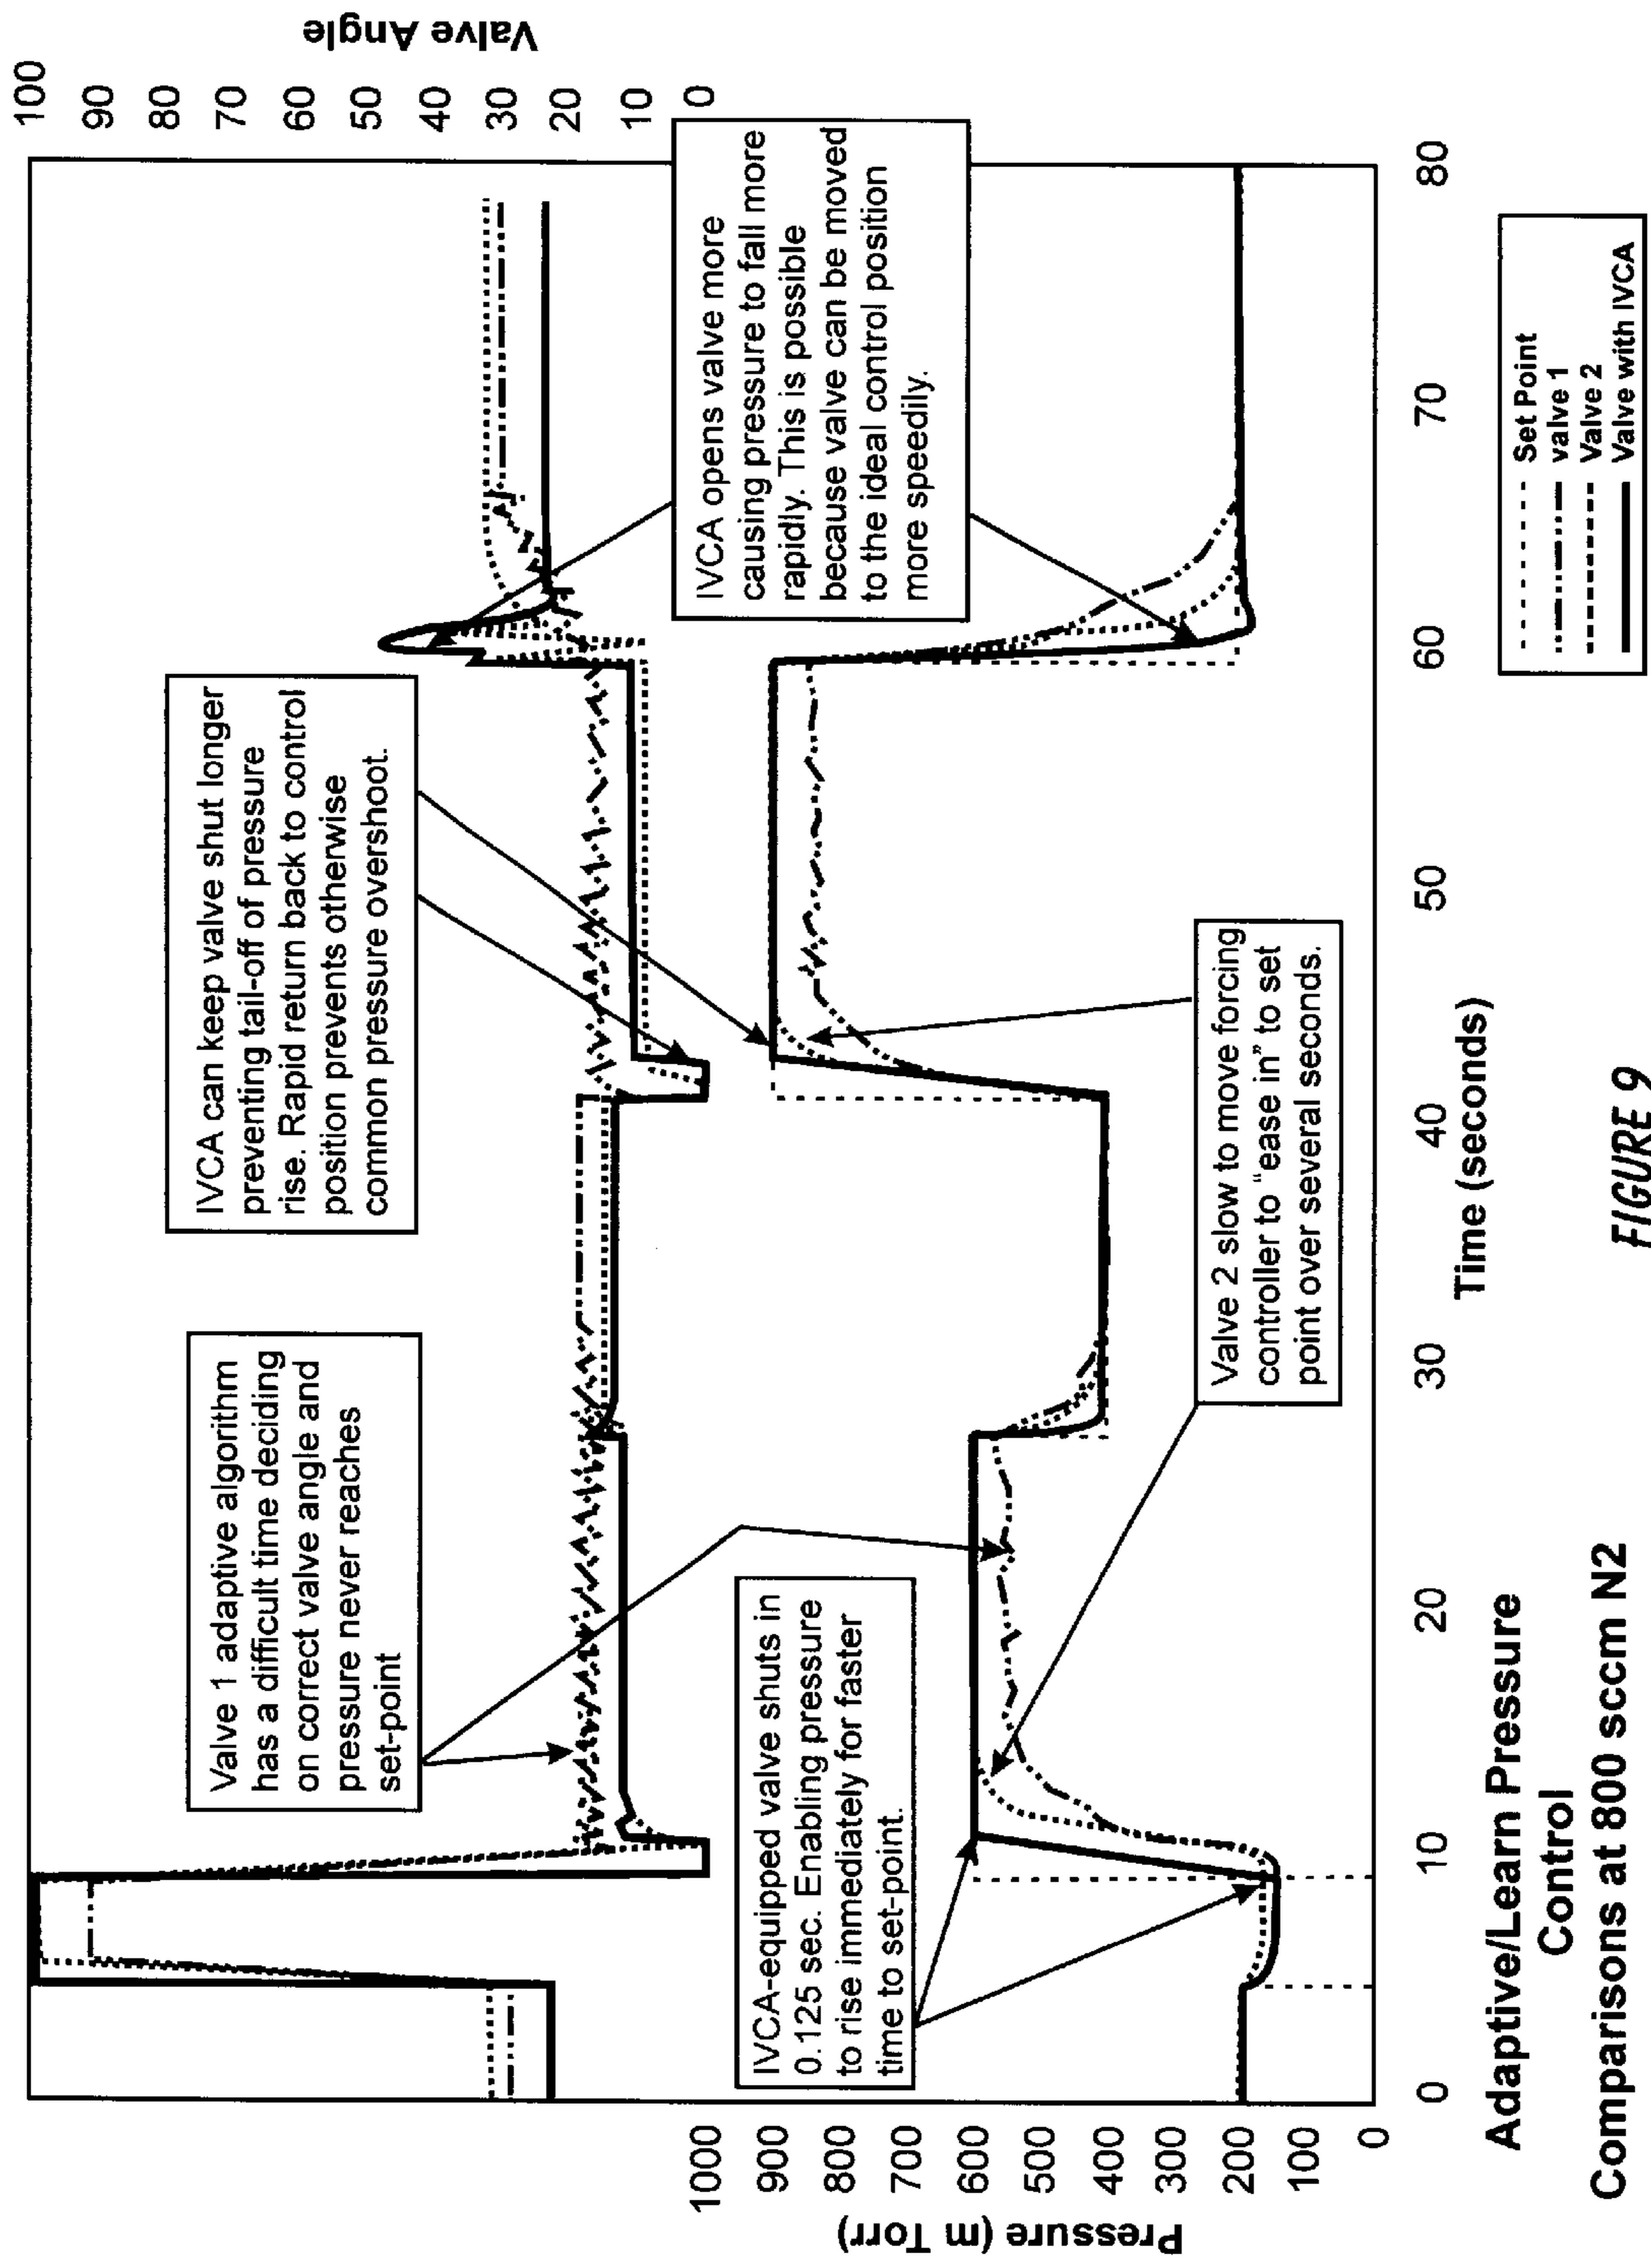 100
90
80
70
60
50
40
30
20
10
0
Valve Angle
Valve 1 adaptive algorithm
has a difficult time deciding
on correct valve angle and
pressure never reaches
set-point
IVCA can keep valve shut longer
preventing tail-off of pressure
rise. Rapid return back to control
position prevents otherwise
common pressure overshoot.
IVCA opens valve more
causing pressure to fall more
rapidly. This is possible
because valve can be moved
to the ideal control position
more speedily.
IVCA-equipped valve shuts in
0.125 sec. Enabling pressure
to rise immediately for faster
time to set-point.
Valve 2 slow to move forcing
controller to "ease in" to set
point over several seconds.
Pressure (m Torr)
1000
900
800
700
600
500
400
300
200
100
0
0
10
20
30
40
50
60
70
80
Time (seconds)
Set Point
valve 1
Valve 2
Valve with IVCA
Adaptive/Learn Pressure
Control
Comparisons at 800 sccm N2
FIGURE 9